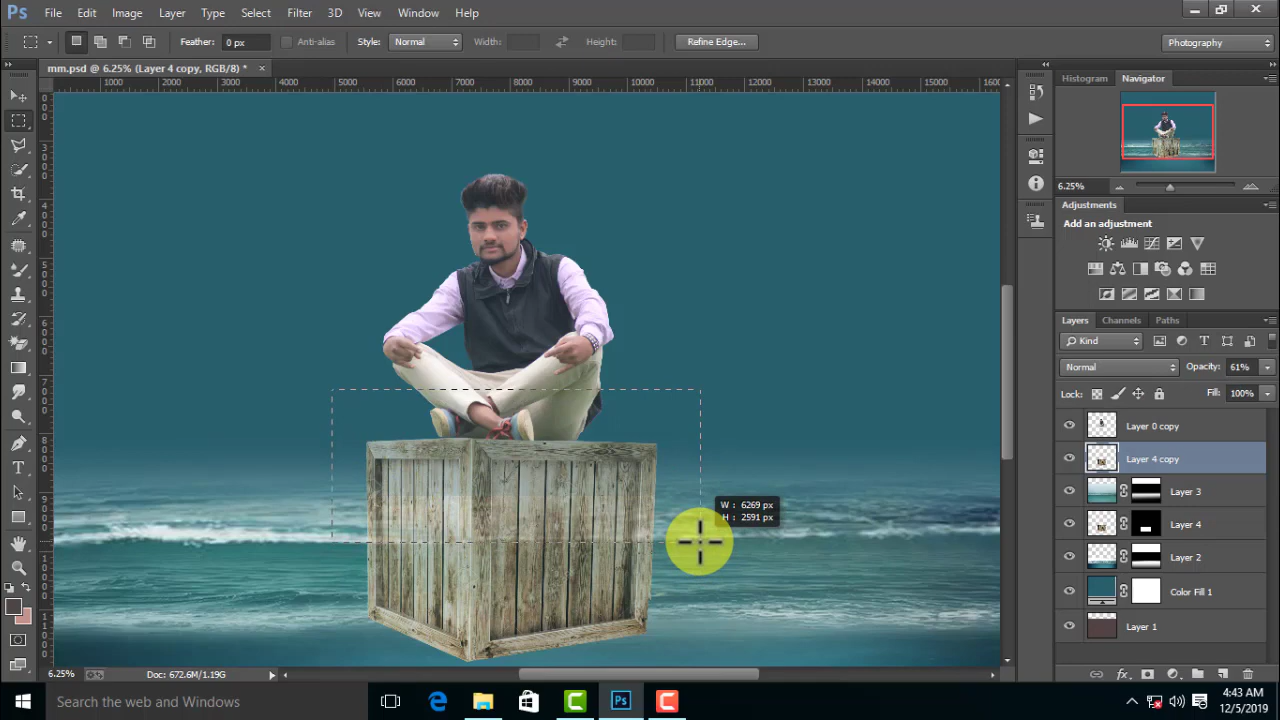 Ps File Edit Image Layer Type Select Filter 3D View Window Help
Feather: 0 px Anti-alias Style: Normal Width: Height: Refine Edge... Photography
mm.psd @ 6.25% (Layer 4 copy, RGB/8) * ×
Histogram Navigator
1000 2000 3000 4000 5000 6000 7000 8000 9000 10000 11000 12000 13000 14000 15000 1600
6.25%
Adjustments
Add an adjustment
Layers Channels Paths
Kind
Normal Opacity: 61%
Lock: Fill: 100%
Layer 0 copy
Layer 4 copy
Layer 3
Layer 4
Layer 2
Color Fill 1
Layer 1
W : 6269 px
H : 2591 px
6.25% Doc: 672.6M/1.19G
Search the web and Windows
4:43 AM
12/5/2019